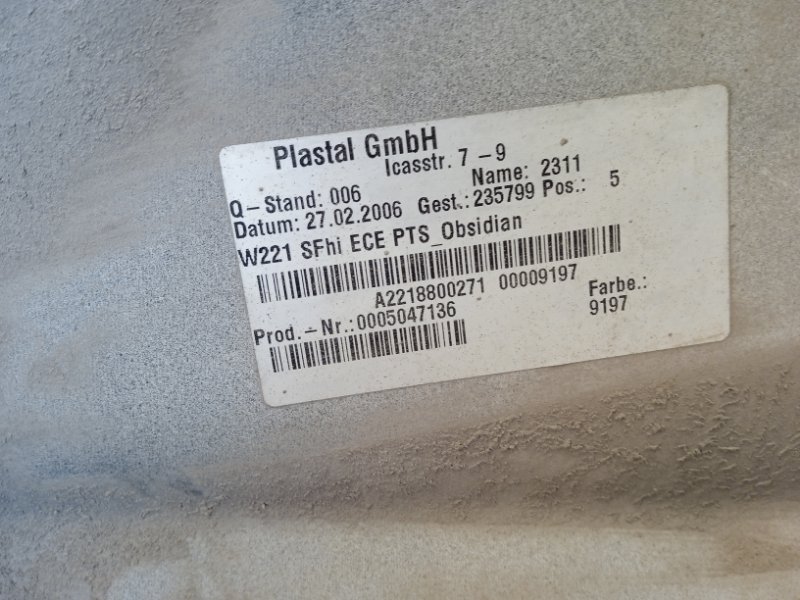 Plastal GmbH
Icasstr. 7-9
Q-Stand: 006 Name: 2311
Datum: 27.02.2006 Gest.: 235799 Pos.: 5
W221 SFhi ECE PTS_Obsidian
A2218800271 00009197
Prod.-Nr.:0005047136 Farbe.:
9197